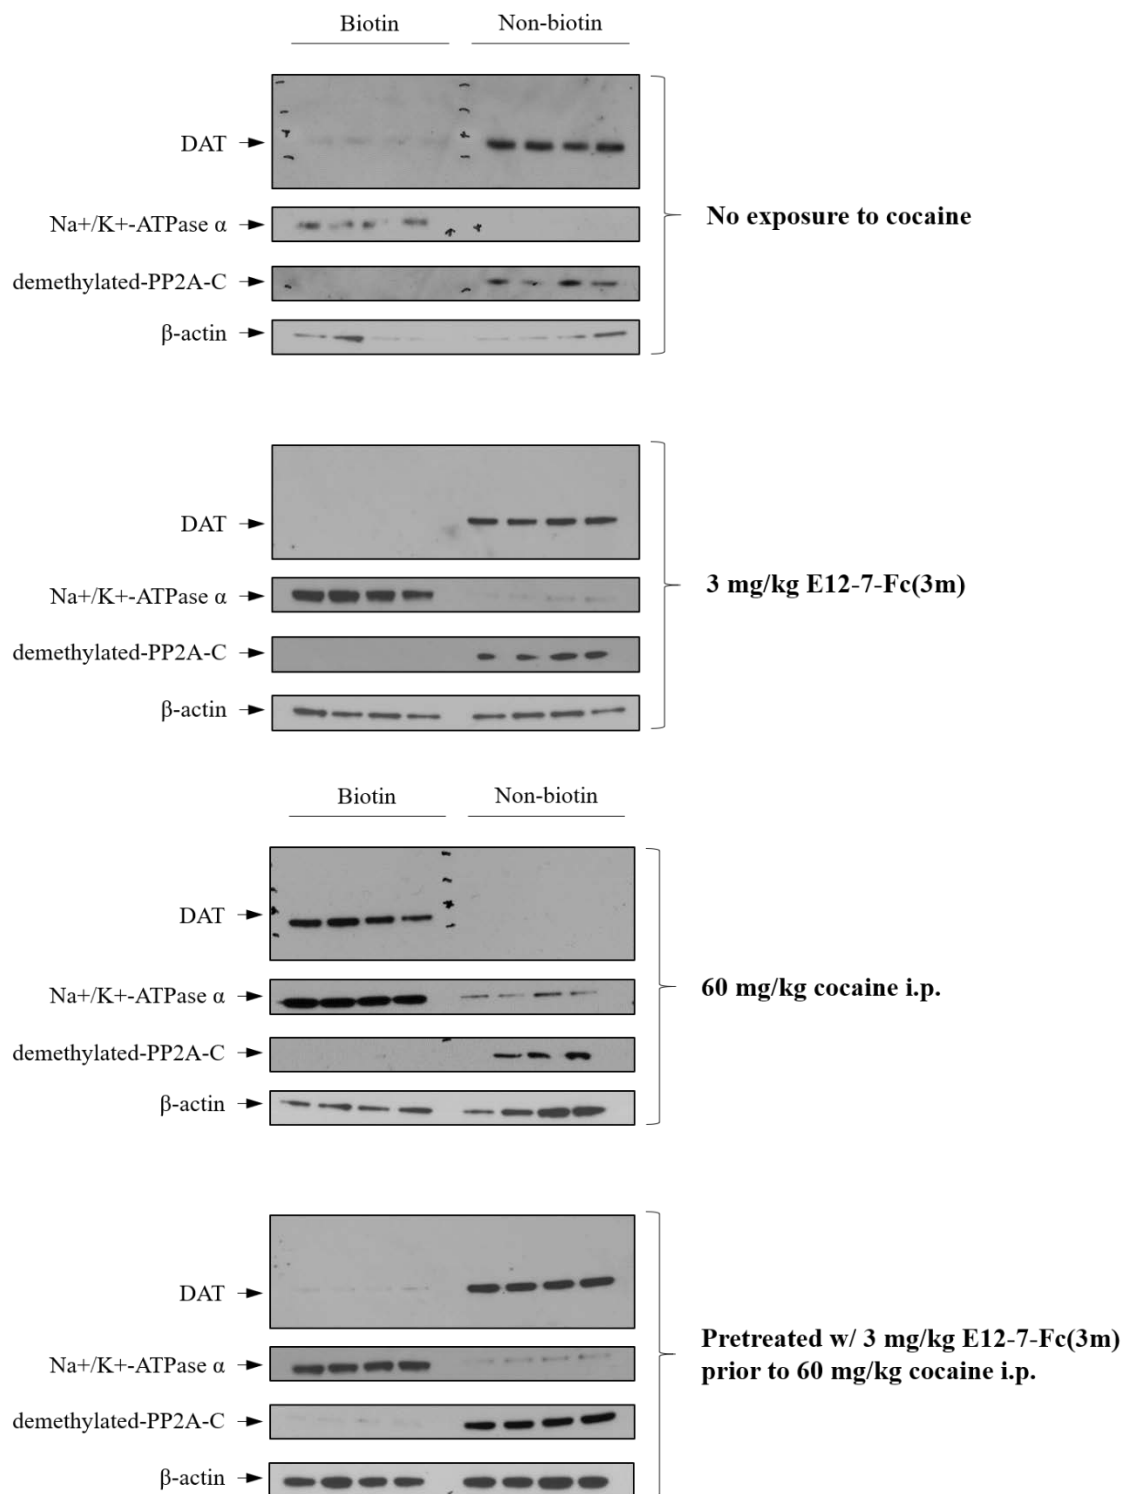 Biotin Non-biotin
DAT
Na+/K+-ATPase α
No exposure to cocaine
demethylated-PP2A-C
β-actin
DAT
Na+/K+-ATPase α
3 mg/kg E12-7-Fc(3m)
demethylated-PP2A-C
β-actin
Biotin Non-biotin
DAT
Na+/K+-ATPase α
60 mg/kg cocaine i.p.
demethylated-PP2A-C
β-actin
DAT
Na+/K+-ATPase α
Pretreated w/ 3 mg/kg E12-7-Fc(3m)
prior to 60 mg/kg cocaine i.p.
demethylated-PP2A-C
β-actin